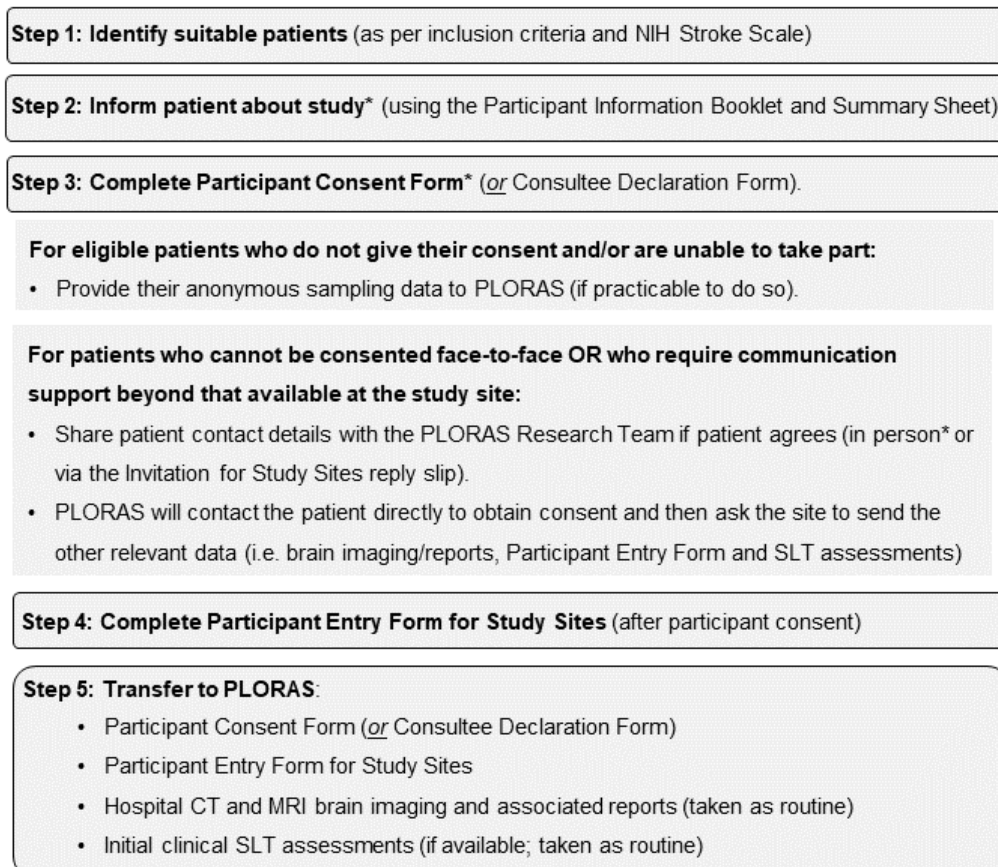 Step 1: Identify suitable patients (as per inclusion criteria and NIH Stroke Scale)
Step 2: Inform patient about study* (using the Participant Information Booklet and Summary Sheet)
Step 3: Complete Participant Consent Form* (or Consultee Declaration Form).
For eligible patients who do not give their consent and/or are unable to take part:
• Provide their anonymous sampling data to PLORAS (if practicable to do so).
For patients who cannot be consented face-to-face OR who require communication
support beyond that available at the study site:
• Share patient contact details with the PLORAS Research Team if patient agrees (in person* or
via the Invitation for Study Sites reply slip).
• PLORAS will contact the patient directly to obtain consent and then ask the site to send the
other relevant data (i.e. brain imaging/reports, Participant Entry Form and SLT assessments)
Step 4: Complete Participant Entry Form for Study Sites (after participant consent)
Step 5: Transfer to PLORAS:
• Participant Consent Form (or Consultee Declaration Form)
• Participant Entry Form for Study Sites
• Hospital CT and MRI brain imaging and associated reports (taken as routine)
• Initial clinical SLT assessments (if available; taken as routine)